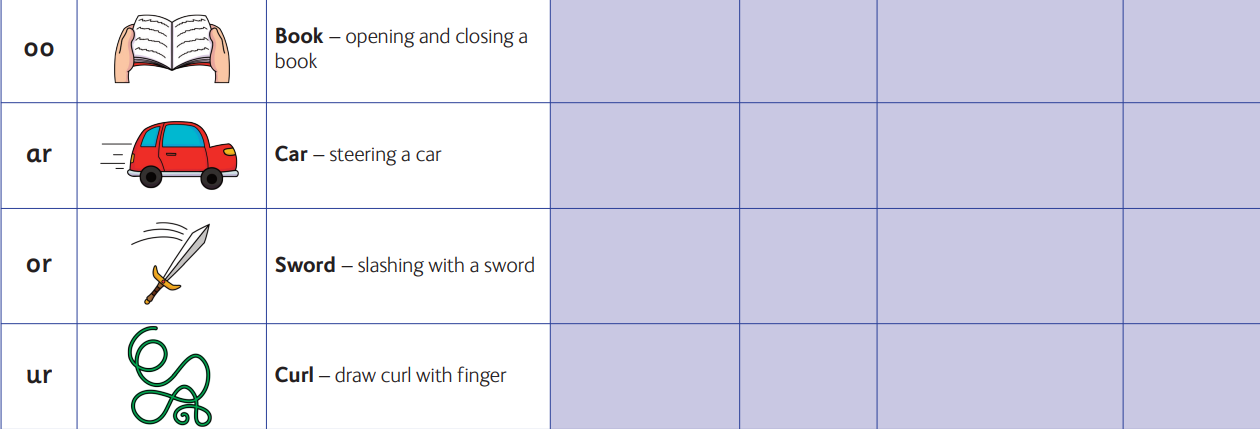 oo
Book – opening and closing a
book
ar
Car – steering a car
or
Sword – slashing with a sword
ur
Curl – draw curl with finger